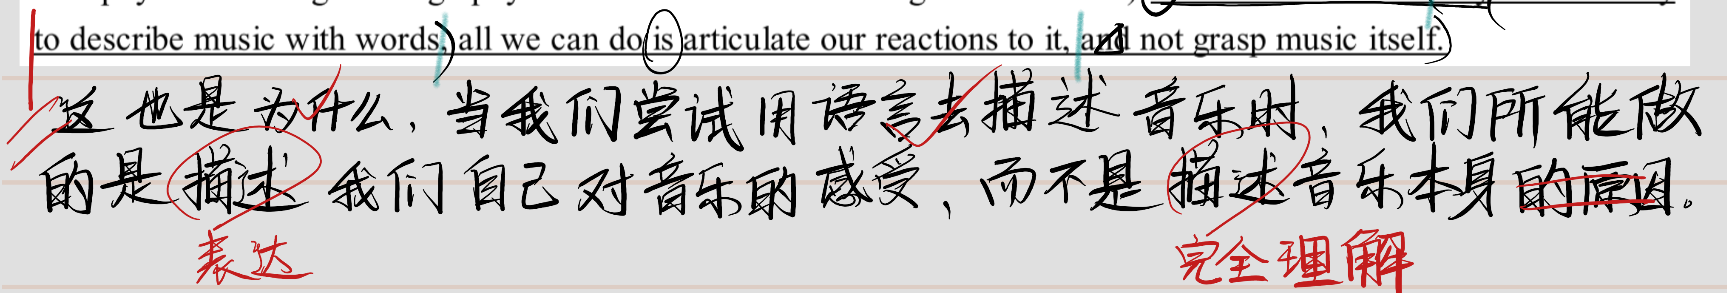 to describe music with words, all we can do is articulate our reactions to it, and not grasp music itself.
这也是为什么，当我们尝试用语言去描述音乐时，我们所能做
的是描述我们自己对音乐的感受，而不是描述音乐本身的原因。
表达
完全理解